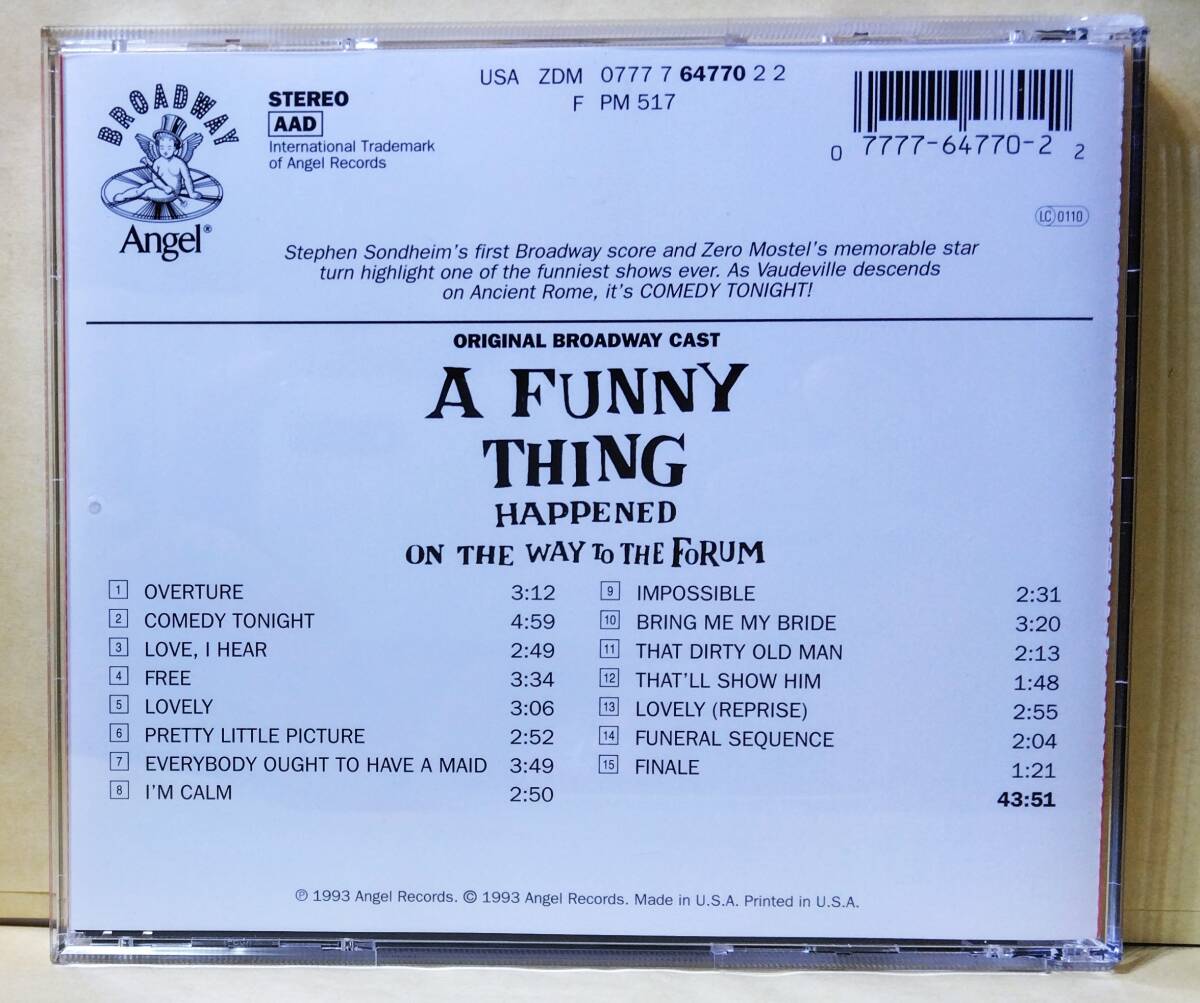 BROADWAY
Angel®
STEREO
AAD
International Trademark
of Angel Records
USA ZDM 0777 7 64770 2 2
F PM 517
0 7777-64770-2 2
LC 0110
Stephen Sondheim's first Broadway score and Zero Mostel's memorable star
turn highlight one of the funniest shows ever. As Vaudeville descends
on Ancient Rome, it's COMEDY TONIGHT!
ORIGINAL BROADWAY CAST
A FUNNY
THING
HAPPENED
ON THE WAY TO THE FORUM
1 OVERTURE 3:12
2 COMEDY TONIGHT 4:59
3 LOVE, I HEAR 2:49
4 FREE 3:34
5 LOVELY 3:06
6 PRETTY LITTLE PICTURE 2:52
7 EVERYBODY OUGHT TO HAVE A MAID 3:49
8 I'M CALM 2:50
9 IMPOSSIBLE 2:31
10 BRING ME MY BRIDE 3:20
11 THAT DIRTY OLD MAN 2:13
12 THAT'LL SHOW HIM 1:48
13 LOVELY (REPRISE) 2:55
14 FUNERAL SEQUENCE 2:04
15 FINALE 1:21
43:51
℗ 1993 Angel Records. © 1993 Angel Records. Made in U.S.A. Printed in U.S.A.